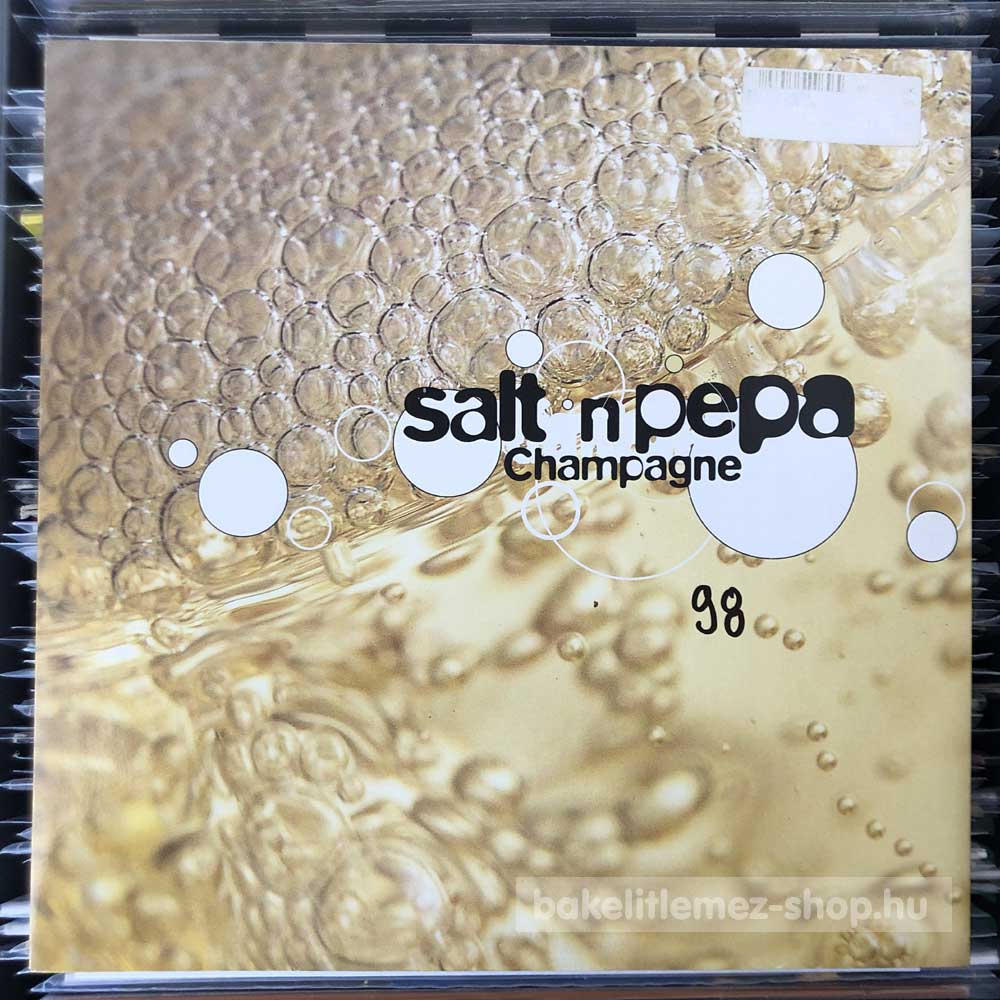 salt n pepa
Champagne
98
bakelitlemez-shop.hu